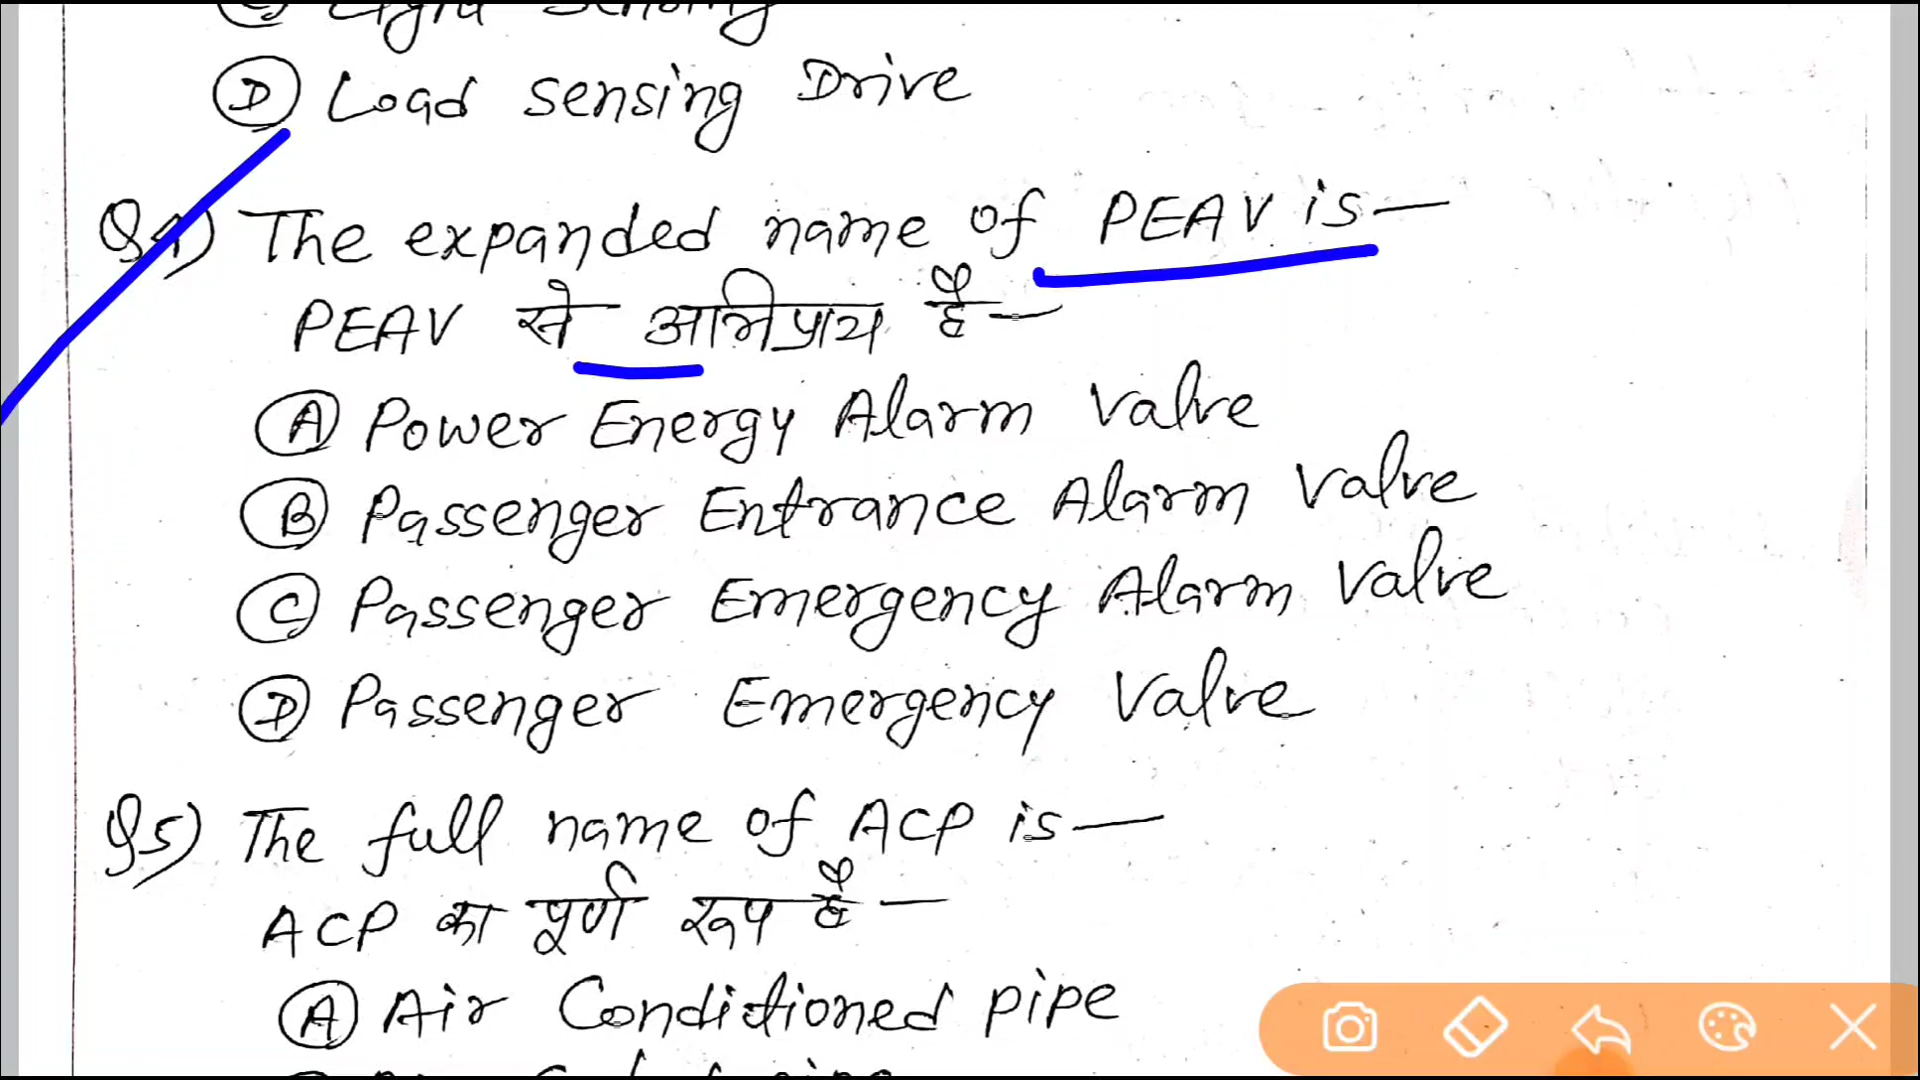 D Load sensing Drive
Q4) The expanded name of PEAV is—
PEAV से अभिप्राय है—
A Power Energy Alarm Valve
B Passenger Entrance Alarm Valve
C Passenger Emergency Alarm Valve
D Passenger Emergency Valve
Q5) The full name of ACP is—
ACP का पूर्ण रूप है—
A Air Conditioned pipe